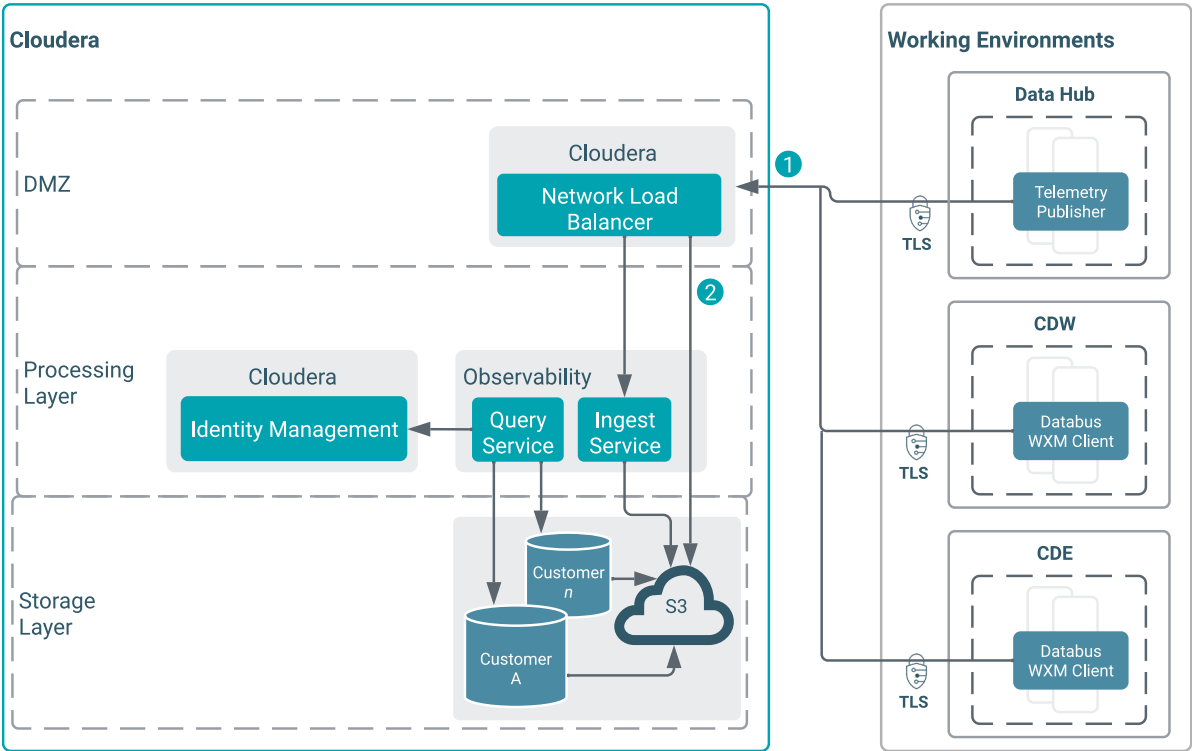 Cloudera
Working Environments
DMZ
Cloudera
Network Load
Balancer
1
2
Processing
Layer
Cloudera
Identity Management
Observability
Query
Service
Ingest
Service
Storage
Layer
Customer
n
Customer
A
S3
Data Hub
Telemetry
Publisher
TLS
CDW
Databus
WXM Client
TLS
CDE
Databus
WXM Client
TLS